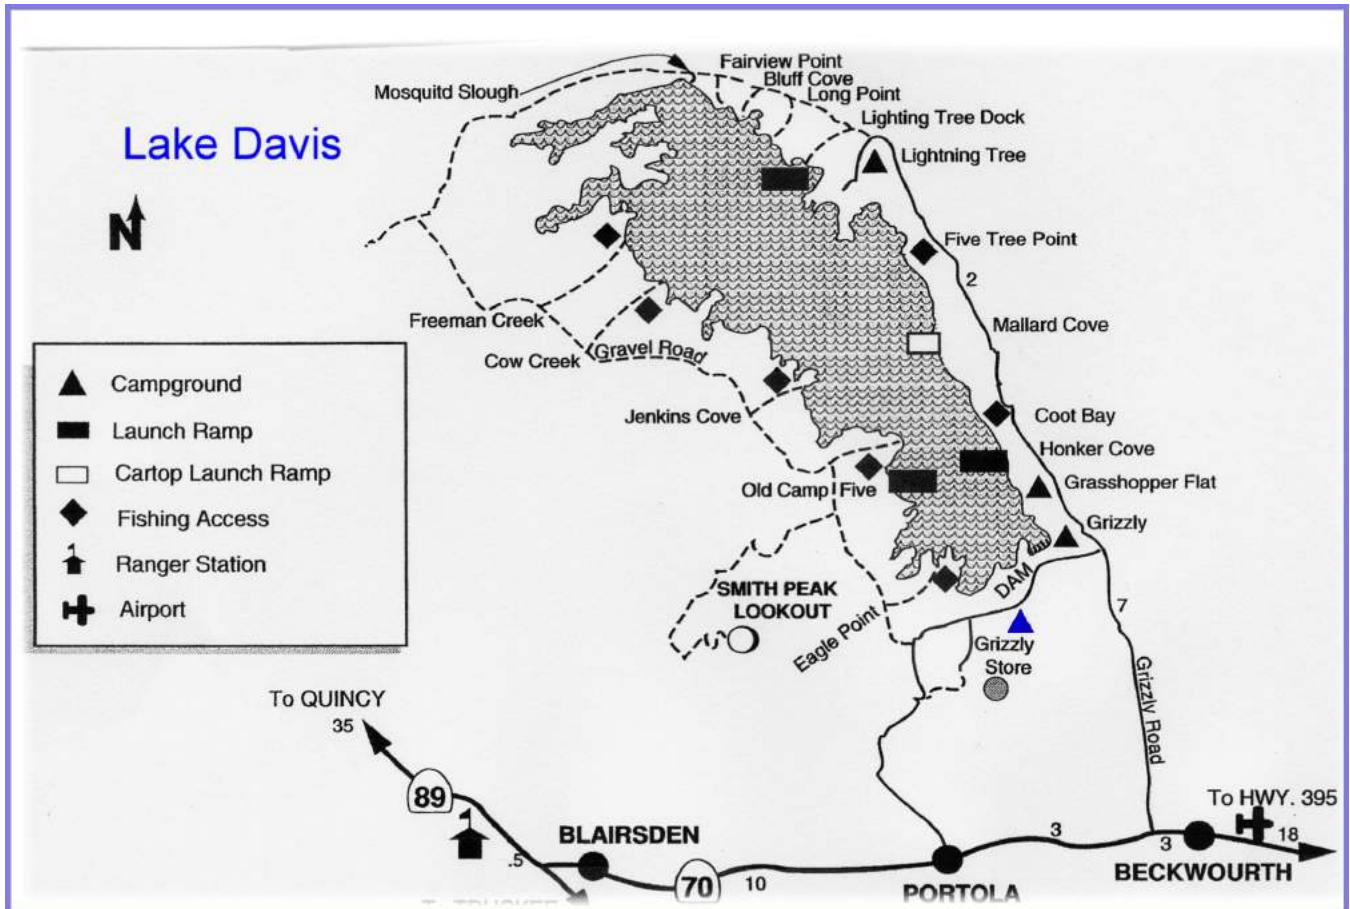 Fairview Point
Bluff Cove
Mosquitd Slough
Long Point
Lighting Tree Dock
Lake Davis
Lightning Tree
N
Five Tree Point
2
Freeman Creek
Mallard Cove
Cow Creek
Gravel Road
Campground
Launch Ramp
Cartop Launch Ramp
Fishing Access
Ranger Station
Airport
Jenkins Cove
Coot Bay
Honker Cove
Old Camp Five
Grasshopper Flat
Grizzly
DAM
SMITH PEAK
LOOKOUT
7
Eagle Point
Grizzly
Store
Grizzly Road
To QUINCY
35
89
To HWY. 395
BLAIRSDEN
.5
3
3
18
70
10
PORTOLA
BECKWOURTH